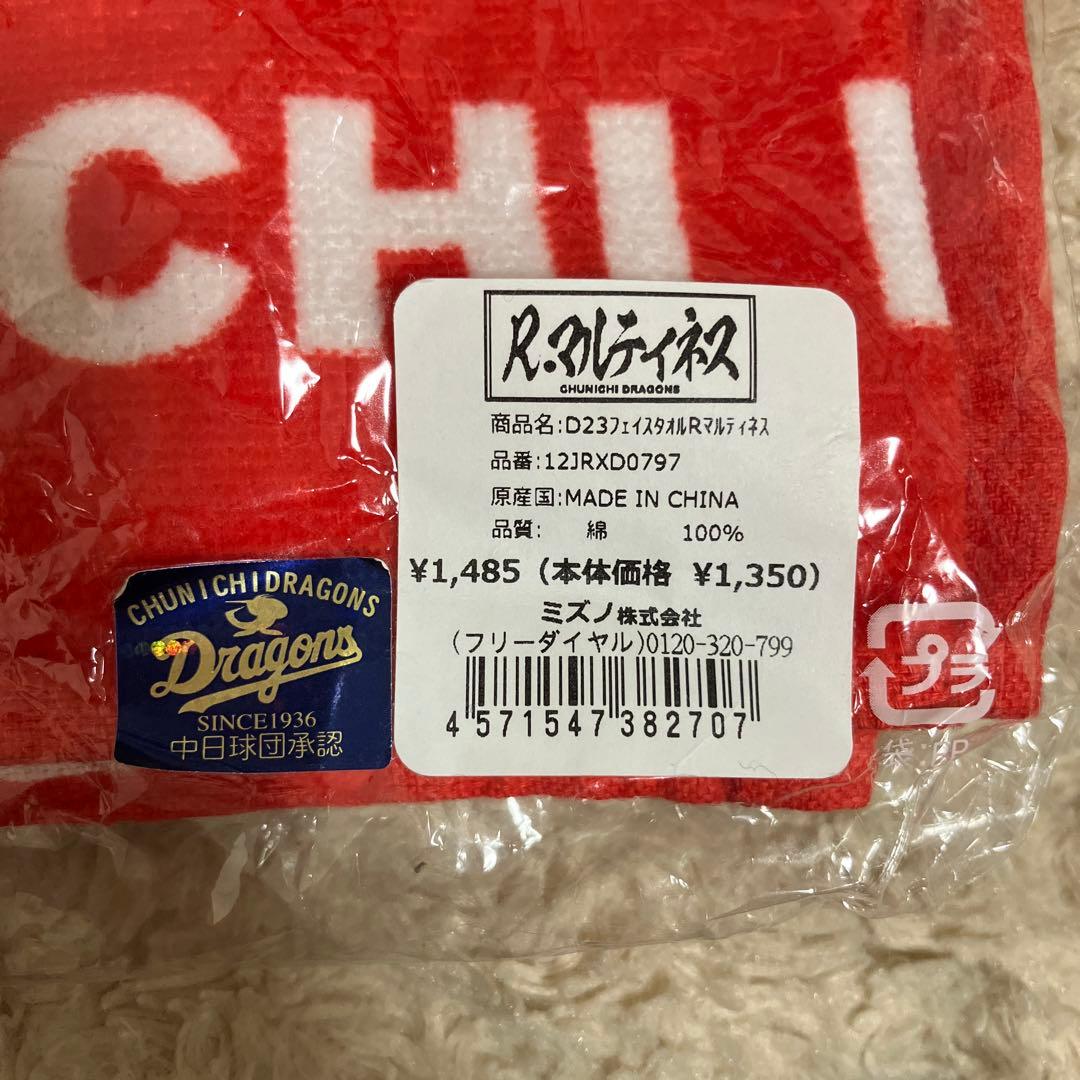 CHI I
R.マルティネス
CHUNICHI DRAGONS
商品名:D23ﾌｪｲｽﾀｵﾙRﾏﾙﾃｨﾈｽ
品番:12JRXD0797
原産国:MADE IN CHINA
品質: 綿 100%
¥1,485 (本体価格 ¥1,350)
ミズノ株式会社
(フリーダイヤル)0120-320-799
4 571547 382707
CHUNICHIDRAGONS
Dragons
SINCE1936
中日球団承認
プラ
袋:PP